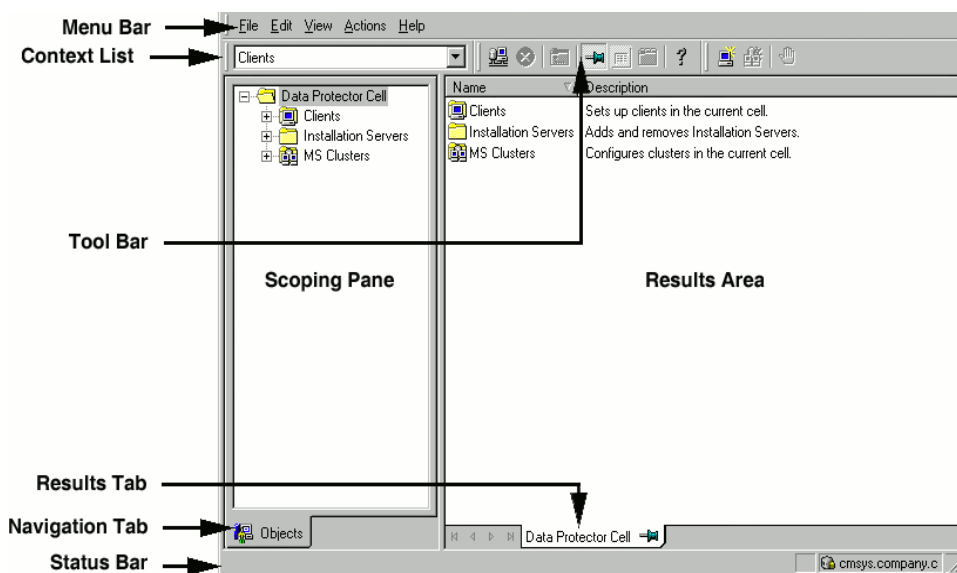 Menu Bar
File Edit View Actions Help
Context List
Clients
?
Name Description
Data Protector Cell
Clients
Installation Servers
MS Clusters
Clients Sets up clients in the current cell.
Installation Servers Adds and removes Installation Servers.
MS Clusters Configures clusters in the current cell.
Tool Bar
Scoping Pane
Results Area
Results Tab
Navigation Tab
Objects
Data Protector Cell
Status Bar
cmsys.company.c